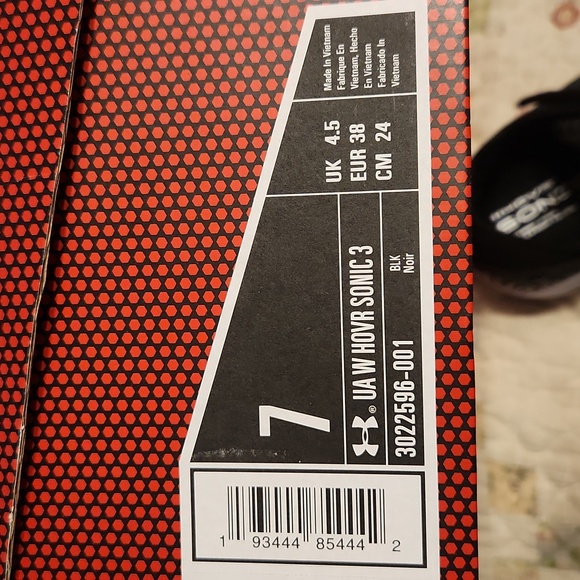 Made In Vietnam
Fabrique En
Vietnam, Hecho
En Vietnam
Fabricado In
Vietnam
UK 4.5
EUR 38
CM 24
7
® UA W HOVR SONIC 3
BLK
Noir
3022596-001
1 93444 85444 2
SONIC